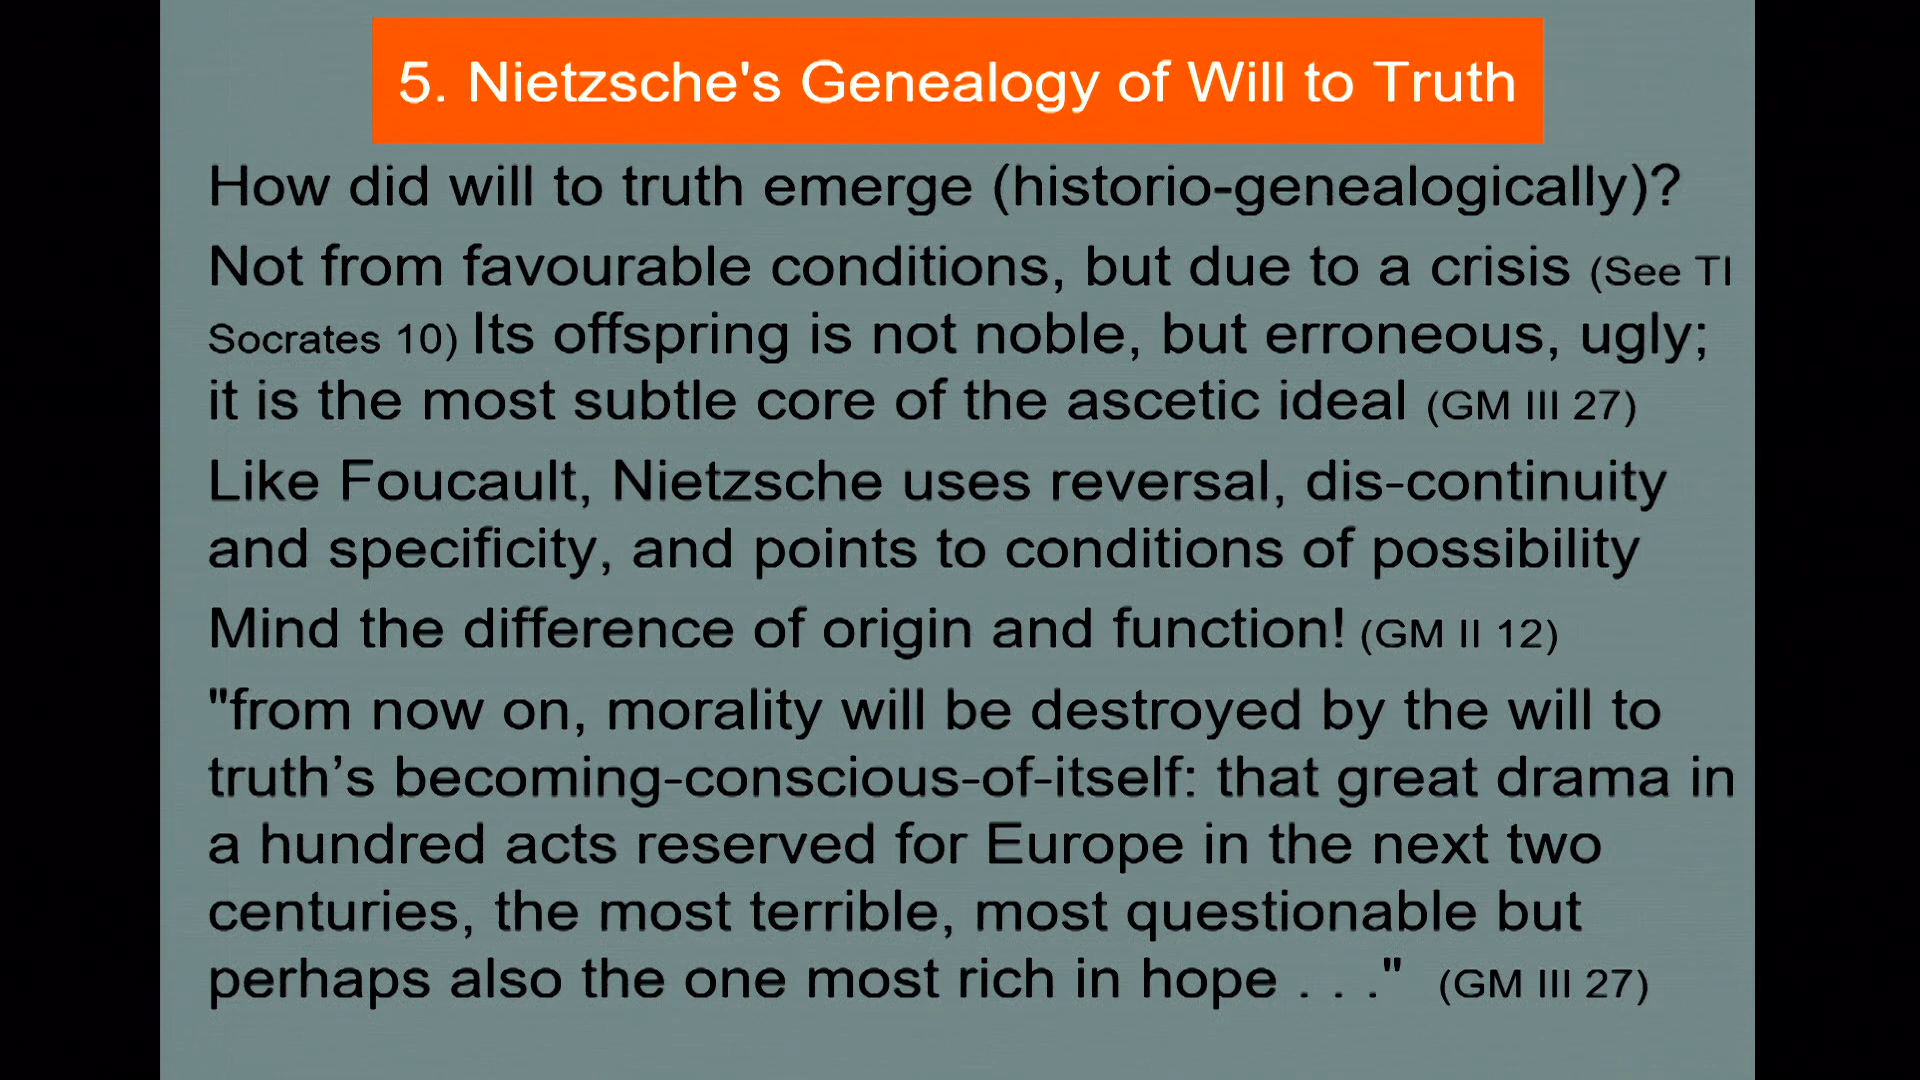 5. Nietzsche's Genealogy of Will to Truth
How did will to truth emerge (historio-genealogically)?
Not from favourable conditions, but due to a crisis (See TI
Socrates 10) Its offspring is not noble, but erroneous, ugly;
it is the most subtle core of the ascetic ideal (GM III 27)
Like Foucault, Nietzsche uses reversal, dis-continuity
and specificity, and points to conditions of possibility
Mind the difference of origin and function! (GM II 12)
"from now on, morality will be destroyed by the will to
truth’s becoming-conscious-of-itself: that great drama in
a hundred acts reserved for Europe in the next two
centuries, the most terrible, most questionable but
perhaps also the one most rich in hope . . ." (GM III 27)